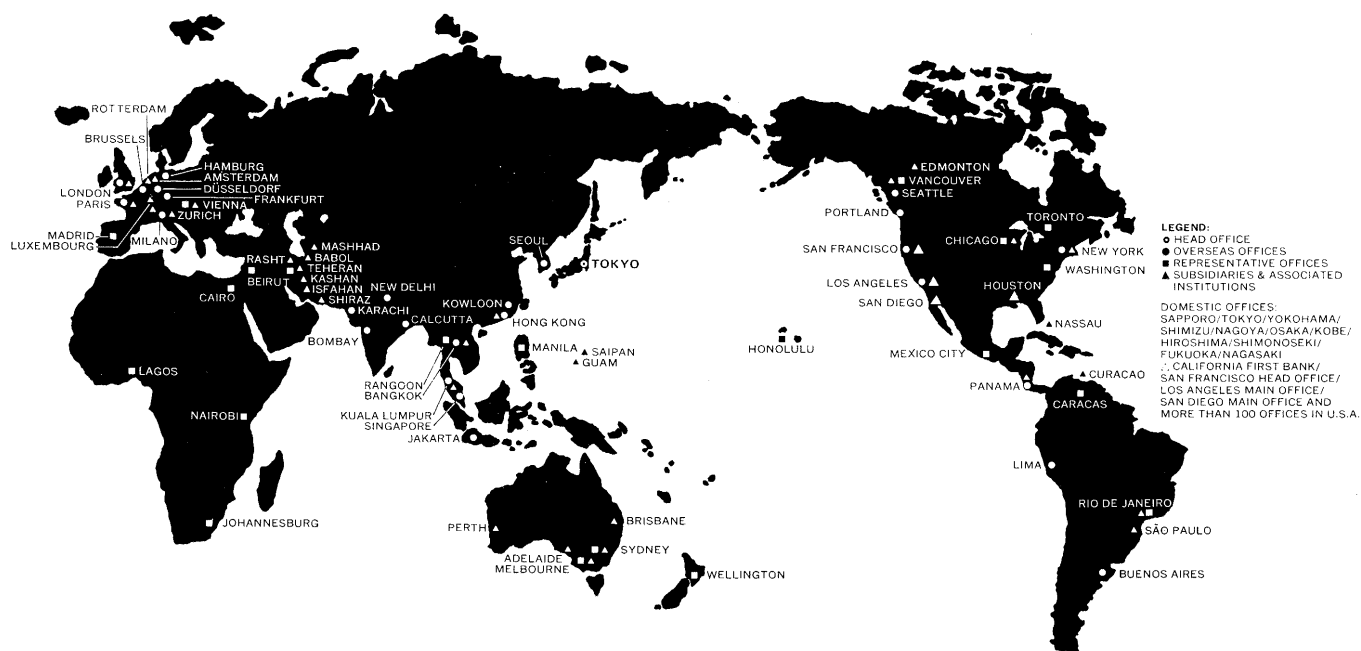 ROTTERDAM
BRUSSELS
HAMBURG
AMSTERDAM
DÜSSELDORF
FRANKFURT
LONDON
PARIS
VIENNA
ZURICH
MADRID
LUXEMBOURG
MILANO
MASHHAD
BABOL
RASHT
TEHERAN
BEIRUT
KASHAN
ISFAHAN
SHIRAZ
CAIRO
SEOUL
TOKYO
NEW DELHI
KARACHI
KOWLOON
CALCUTTA
HONG KONG
BOMBAY
MANILA
SAIPAN
GUAM
RANGOON
BANGKOK
KUALA LUMPUR
SINGAPORE
JAKARTA
LAGOS
NAIROBI
JOHANNESBURG
PERTH
BRISBANE
ADELAIDE
SYDNEY
MELBOURNE
WELLINGTON
HONOLULU
EDMONTON
VANCOUVER
SEATTLE
PORTLAND
TORONTO
SAN FRANCISCO
CHICAGO
NEW YORK
WASHINGTON
LOS ANGELES
HOUSTON
SAN DIEGO
NASSAU
MEXICO CITY
CURACAO
PANAMA
CARACAS
LIMA
RIO DE JANEIRO
SÃO PAULO
BUENOS AIRES
LEGEND:
HEAD OFFICE
OVERSEAS OFFICES
REPRESENTATIVE OFFICES
SUBSIDIARIES & ASSOCIATED
INSTITUTIONS
DOMESTIC OFFICES:
SAPPORO/TOKYO/YOKOHAMA/
SHIMIZU/NAGOYA/OSAKA/KOBE/
HIROSHIMA/SHIMONOSEKI/
FUKUOKA/NAGASAKI
∴ CALIFORNIA FIRST BANK/
SAN FRANCISCO HEAD OFFICE/
LOS ANGELES MAIN OFFICE/
SAN DIEGO MAIN OFFICE AND
MORE THAN 100 OFFICES IN U.S.A.